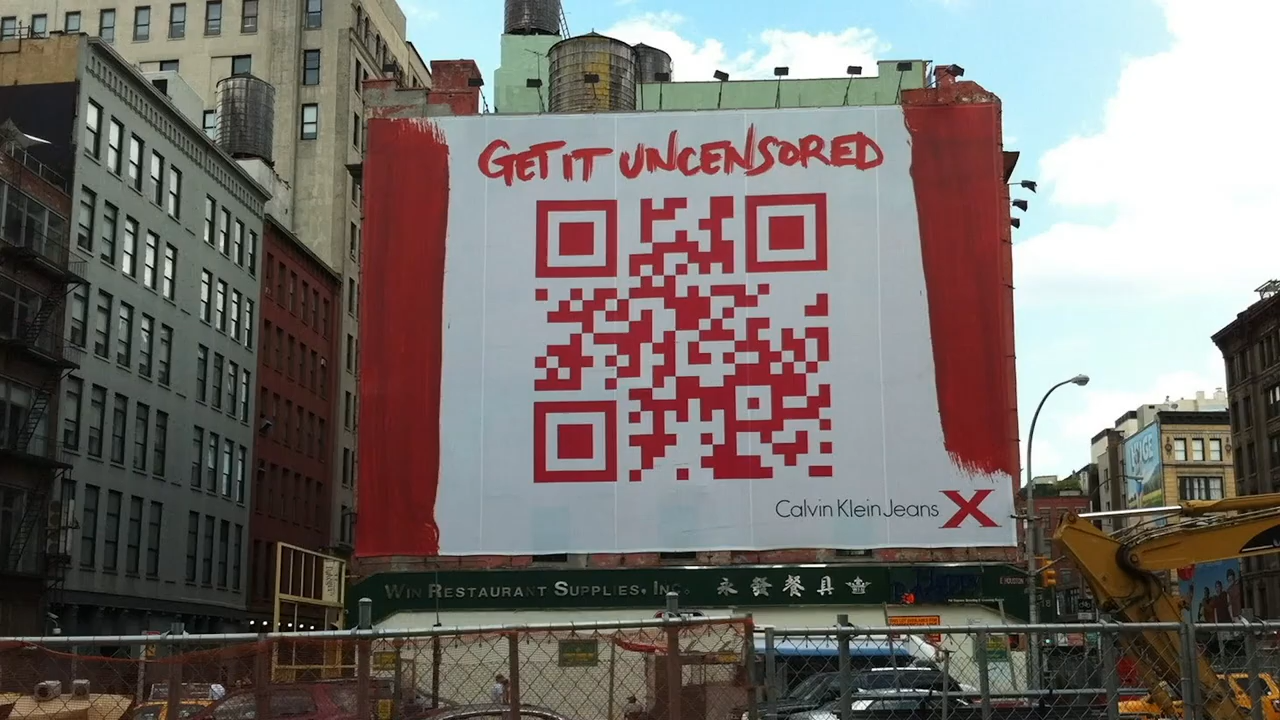 GET IT UNCENSORED
Calvin Klein Jeans X
WIN RESTAURANT SUPPLIES, INC.
永發餐具